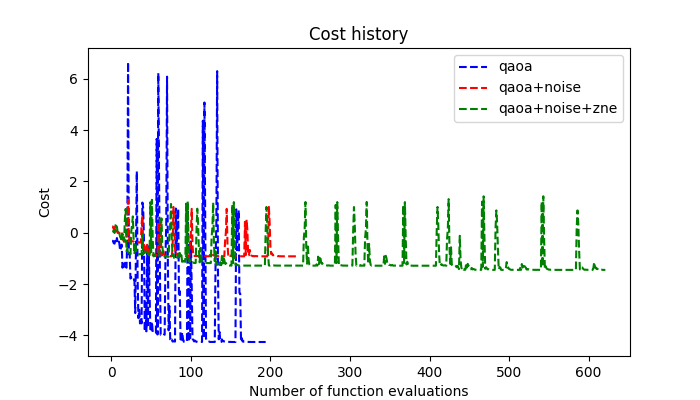 Cost history
qaoa
qaoa+noise
qaoa+noise+zne
Cost
6
4
2
0
−2
−4
0 100 200 300 400 500 600
Number of function evaluations